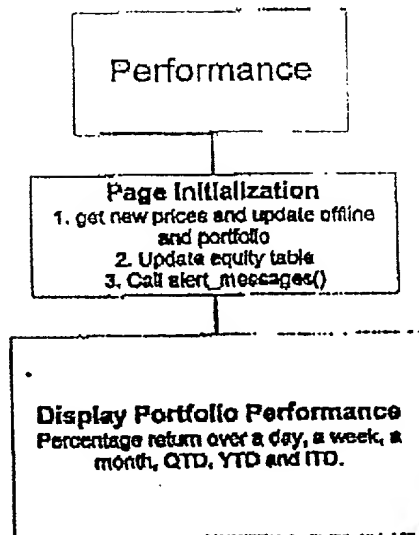 Performance
Page Initialization
1. get new prices and update offline
and portfolio
2. Update equity table
3. Call alert_messages()
Display Portfolio Performance
Percentage return over a day, a week, a
month, QTD, YTD and ITD.